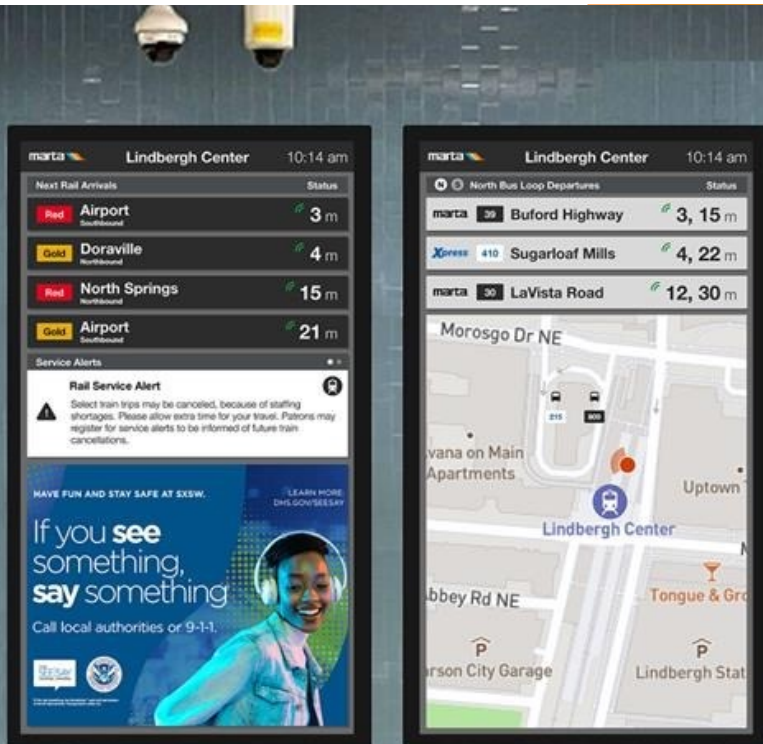 marta Lindbergh Center 10:14 am
Next Rail Arrivals Status
Red Airport 3 m
Southbound
Gold Doraville 4 m
Northbound
Red North Springs 15 m
Northbound
Gold Airport 21 m
Southbound
Service Alerts
Rail Service Alert
Select train trips may be canceled, because of staffing
shortages. Please allow extra time for your travel. Patrons may
register for service alerts to be informed of future train
cancellations.
HAVE FUN AND STAY SAFE AT SXSW.
LEARN MORE:
DHS.GOV/SEESAY
If you see
something,
say something
Call local authorities or 9-1-1.
marta Lindbergh Center 10:14 am
N North Bus Loop Departures Status
marta 39 Buford Highway 3, 15 m
Xpress 410 Sugarloaf Mills 4, 22 m
marta 30 LaVista Road 12, 30 m
Morosgo Dr NE
215
vana on Main
Apartments
Uptown
Lindbergh Center
bbey Rd NE
Tongue & Gro
P
rson City Garage
P
Lindbergh Stat